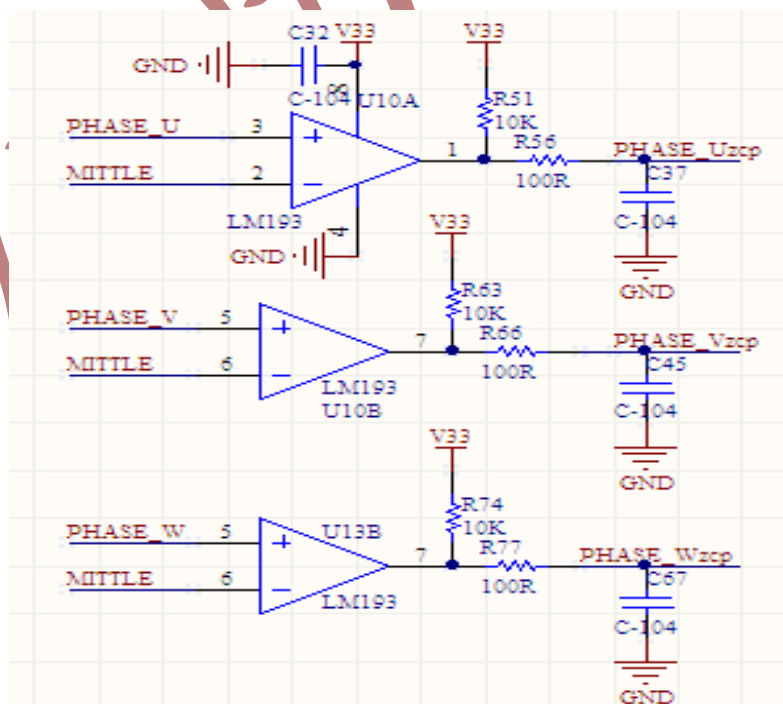 C32 V33 V33
GND
C-104 8 U10A
R51
10K
PHASE_U 3 1 R56 PHASE_Uzcp
100R C37
MITTLE 2
LM193
C-104
GND 4
V33
GND
R63
10K
PHASE_V 5 7 R66 PHASE_Vzcp
100R C45
MITTLE 6
LM193
U10B
C-104
V33
GND
R74
10K
PHASE_W 5 U13B 7 R77 PHASE_Wzcp
100R C67
MITTLE 6
LM193
C-104
GND